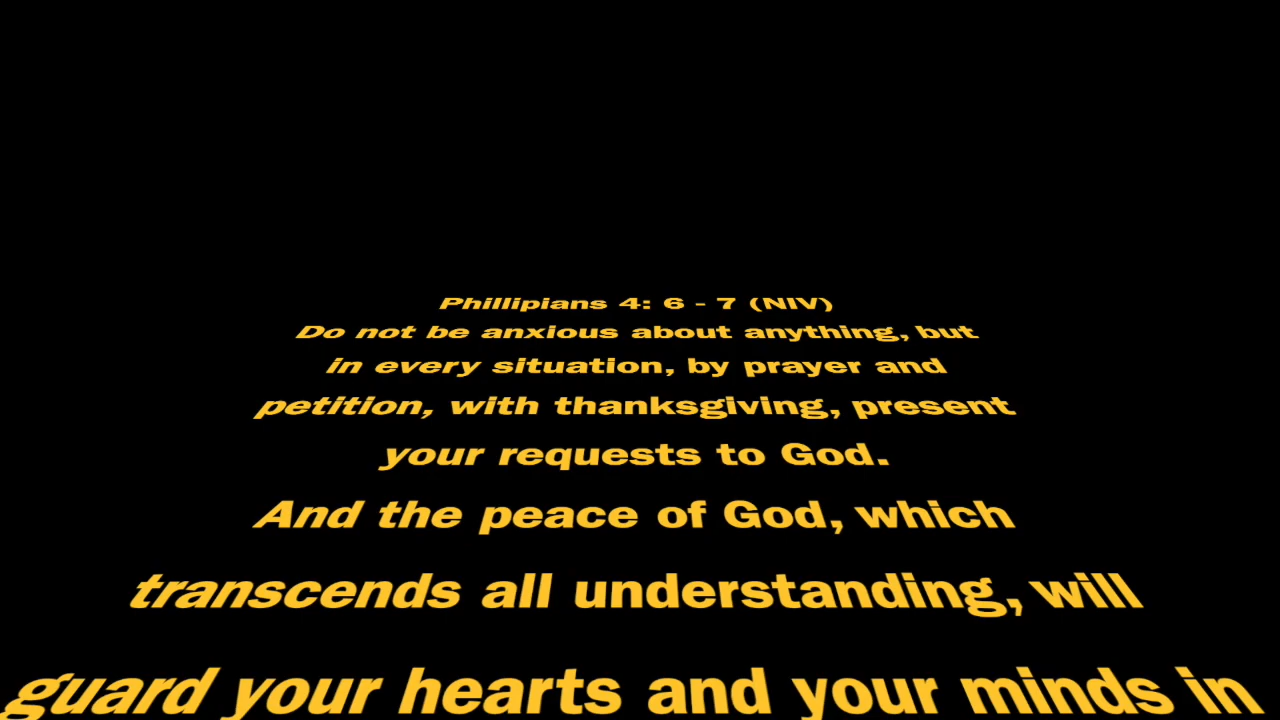 Phillipians 4: 6 - 7 (NIV)
Do not be anxious about anything, but
in every situation, by prayer and
petition, with thanksgiving, present
your requests to God.
And the peace of God, which
transcends all understanding, will
guard your hearts and your minds in